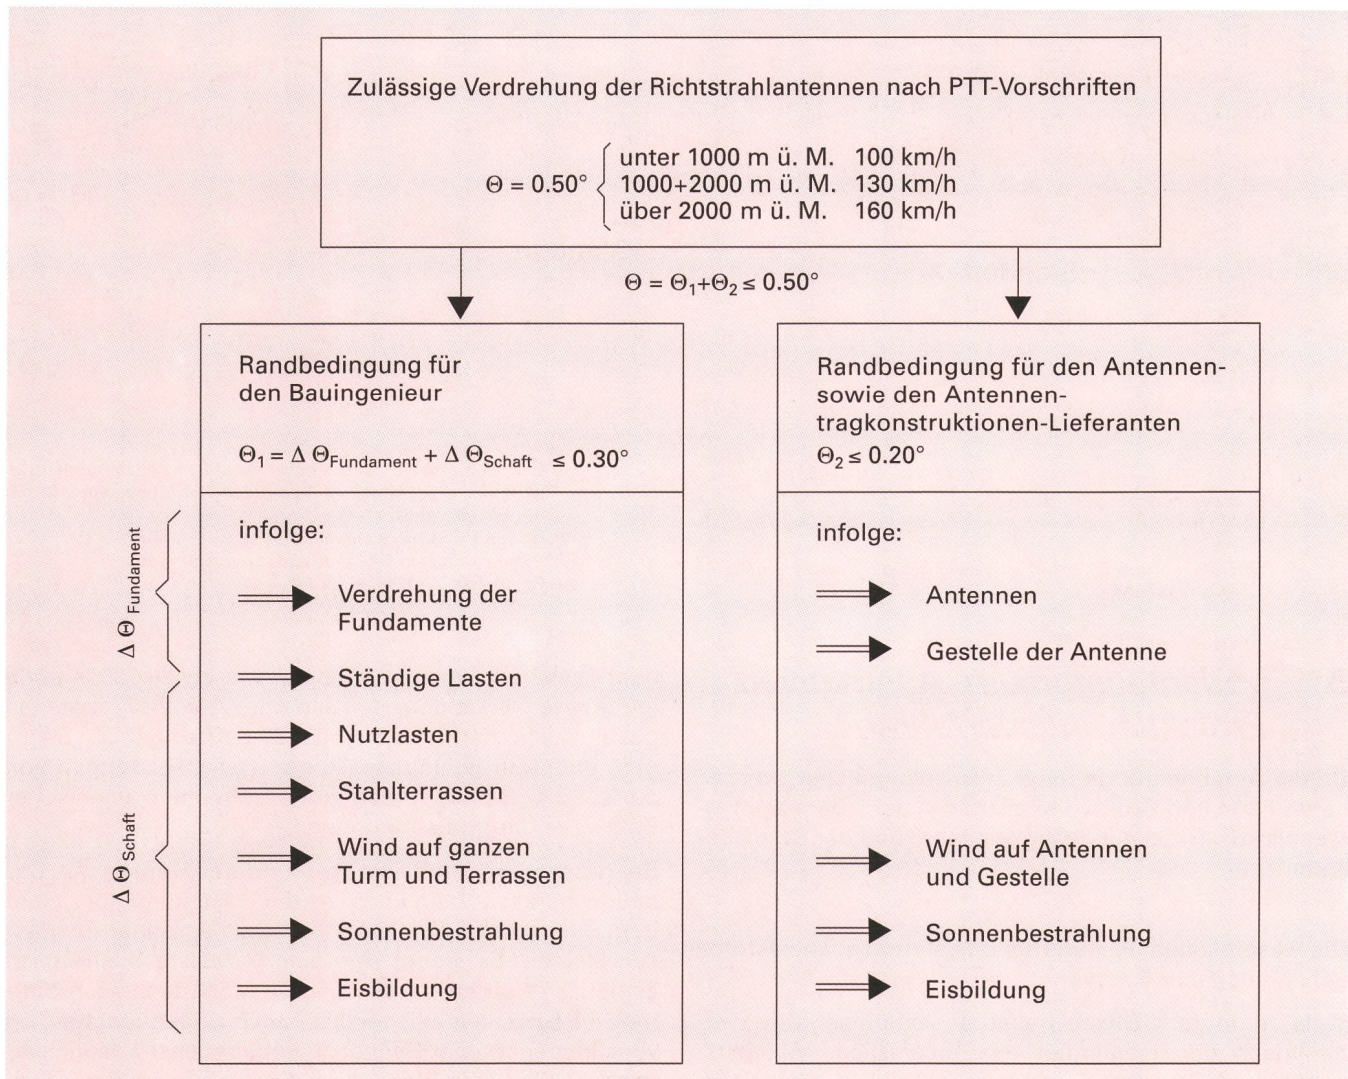 Zulässige Verdrehung der Richtstrahlantennen nach PTT-Vorschriften
Θ = 0.50°
unter 1000 m ü. M. 100 km/h
1000+2000 m ü. M. 130 km/h
über 2000 m ü. M. 160 km/h
Θ = Θ₁+Θ₂ ≤ 0.50°
Randbedingung für
den Bauingenieur
Θ₁ = Δ Θ Fundament + Δ Θ Schaft ≤ 0.30°
infolge:
Verdrehung der
Fundamente
Ständige Lasten
Nutzlasten
Stahlterrassen
Wind auf ganzen
Turm und Terrassen
Sonnenbestrahlung
Eisbildung
Δ Θ Fundament
Δ Θ Schaft
Randbedingung für den Antennen-
sowie den Antennen-
tragkonstruktionen-Lieferanten
Θ₂ ≤ 0.20°
infolge:
Antennen
Gestelle der Antenne
Wind auf Antennen
und Gestelle
Sonnenbestrahlung
Eisbildung